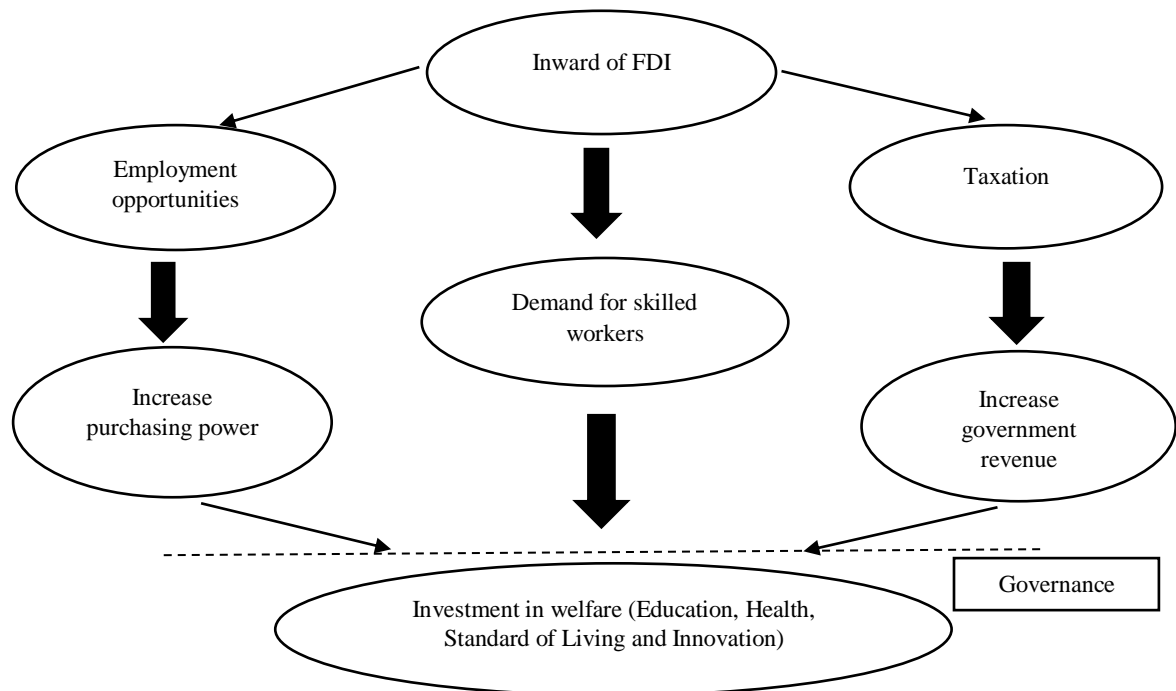 Inward of FDI
Employment
opportunities
Taxation
Demand for skilled
workers
Increase
purchasing power
Increase
government
revenue
Governance
Investment in welfare (Education, Health,
Standard of Living and Innovation)